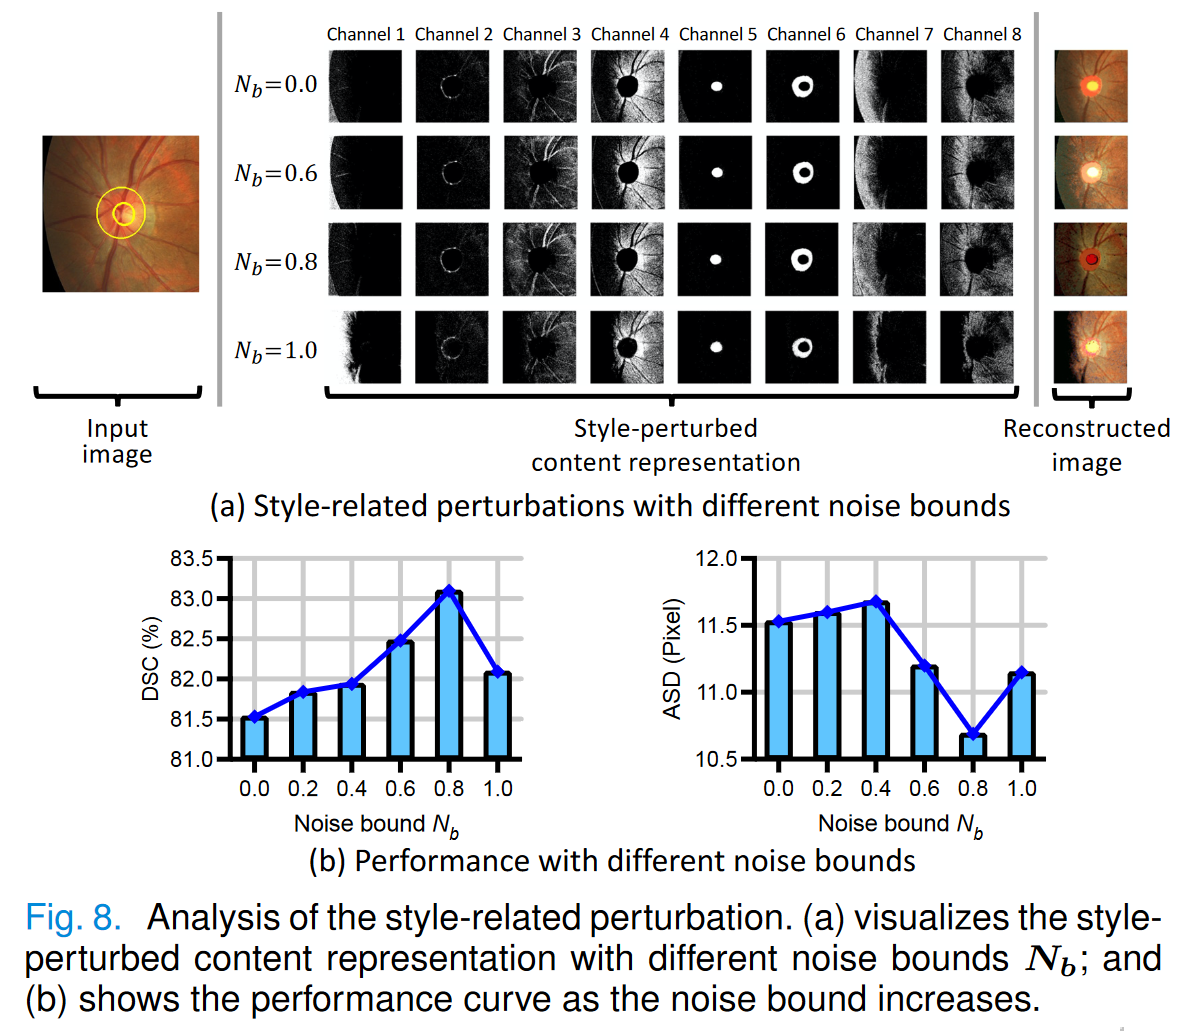 Channel 1 Channel 2 Channel 3 Channel 4 Channel 5 Channel 6 Channel 7 Channel 8
N_b=0.0
N_b=0.6
N_b=0.8
N_b=1.0
Input
image
Style-perturbed
content representation
Reconstructed
image
(a) Style-related perturbations with different noise bounds
83.5
83.0
82.5
82.0
81.5
81.0
DSC (%)
0.0 0.2 0.4 0.6 0.8 1.0
Noise bound N_b
12.0
11.5
11.0
10.5
ASD (Pixel)
0.0 0.2 0.4 0.6 0.8 1.0
Noise bound N_b
(b) Performance with different noise bounds
Fig. 8. Analysis of the style-related perturbation. (a) visualizes the style-
perturbed content representation with different noise bounds N_b; and
(b) shows the performance curve as the noise bound increases.